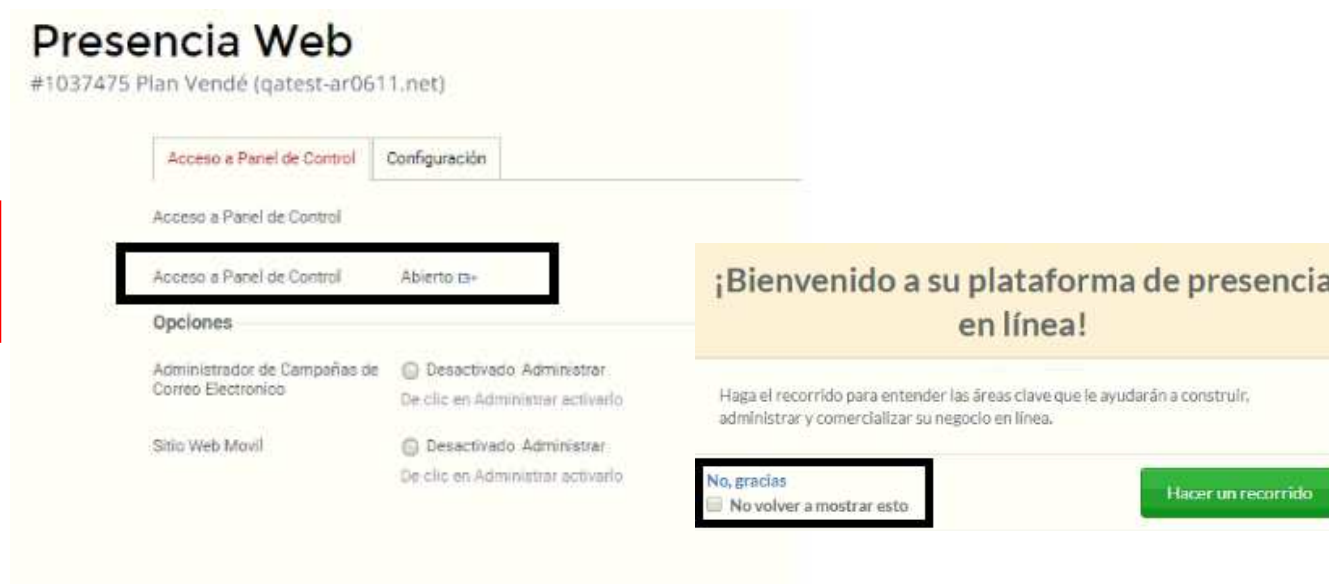 Presencia Web
#1037475 Plan Vendé (qatest-ar0611.net)
Acceso a Panel de Control
Configuración
Acceso a Panel de Control
Acceso a Panel de Control Abierto
Opciones
Administrador de Campañas de
Correo Electronico
Desactivado Administrar
De clic en Administrar activarlo
Sitio Web Movil
Desactivado Administrar
De clic en Administrar activarlo
¡Bienvenido a su plataforma de presencia
en línea!
Haga el recorrido para entender las áreas clave que le ayudarán a construir,
administrar y comercializar su negocio en línea.
No, gracias
No volver a mostrar esto
Hacer un recorrido